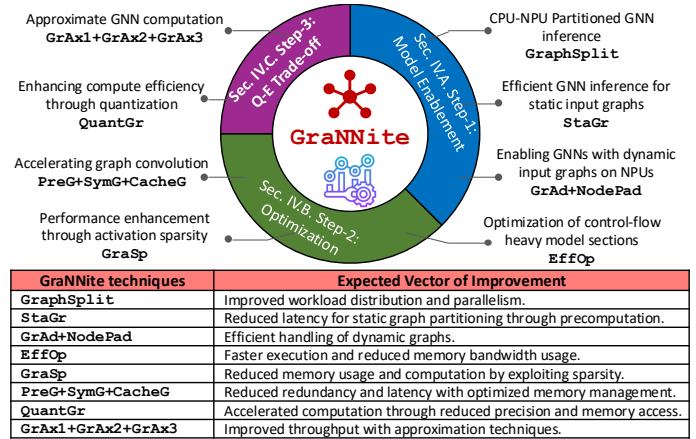 Approximate GNN computation
GrAx1+GrAx2+GrAx3
Enhancing compute efficiency
through quantization
QuantGr
Accelerating graph convolution
PreG+SymG+CacheG
Performance enhancement
through activation sparsity
GraSp
Sec. IV.C. Step-3:
Q-E Trade-off
Sec. IV.A. Step-1:
Model Enablement
Sec. IV.B. Step-2:
Optimization
GraNNite
CPU-NPU Partitioned GNN
inference
GraphSplit
Efficient GNN inference for
static input graphs
StaGr
Enabling GNNs with dynamic
input graphs on NPUs
GrAd+NodePad
Optimization of control-flow
heavy model sections
EffOp
GraNNite techniques Expected Vector of Improvement
GraphSplit Improved workload distribution and parallelism.
StaGr Reduced latency for static graph partitioning through precomputation.
GrAd+NodePad Efficient handling of dynamic graphs.
EffOp Faster execution and reduced memory bandwidth usage.
GraSp Reduced memory usage and computation by exploiting sparsity.
PreG+SymG+CacheG Reduced redundancy and latency with optimized memory management.
QuantGr Accelerated computation through reduced precision and memory access.
GrAx1+GrAx2+GrAx3 Improved throughput with approximation techniques.